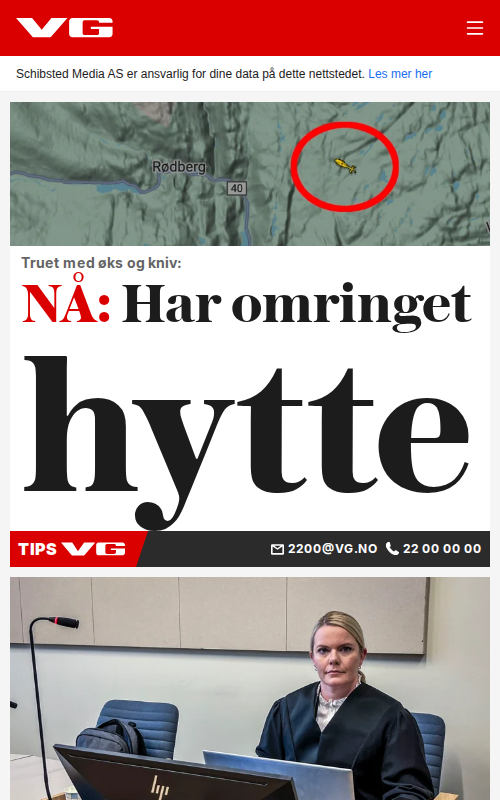 VG
Schibsted Media AS er ansvarlig for dine data på dette nettstedet. Les mer her
Rødberg
40
Truet med øks og kniv:
NÅ: Har omringet
hytte
TIPS VG
2200@VG.NO 22 00 00 00
hp